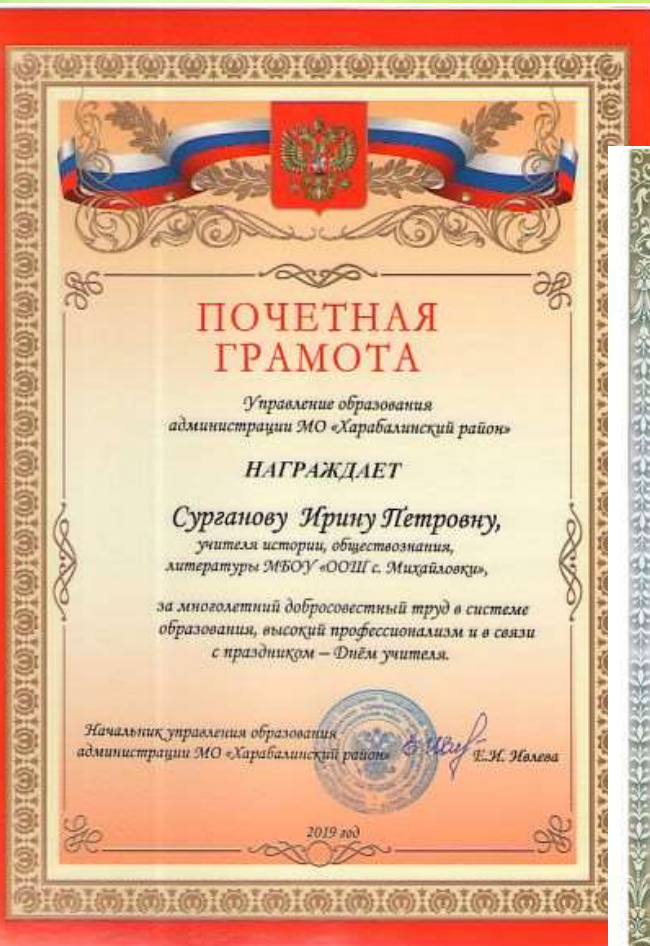 ПОЧЕТНАЯ
ГРАМОТА
Управление образования
администрации МО «Харабалинский район»
НАГРАЖДАЕТ
Сурганову Ирину Петровну,
учителя истории, обществознания,
литературы МБОУ «ООШ с. Михайловки»,
за многолетний добросовестный труд в системе
образования, высокий профессионализм и в связи
с праздником – Днём учителя.
Начальник управления образования
администрации МО «Харабалинский район»
Е.И. Ивлева
2019 год